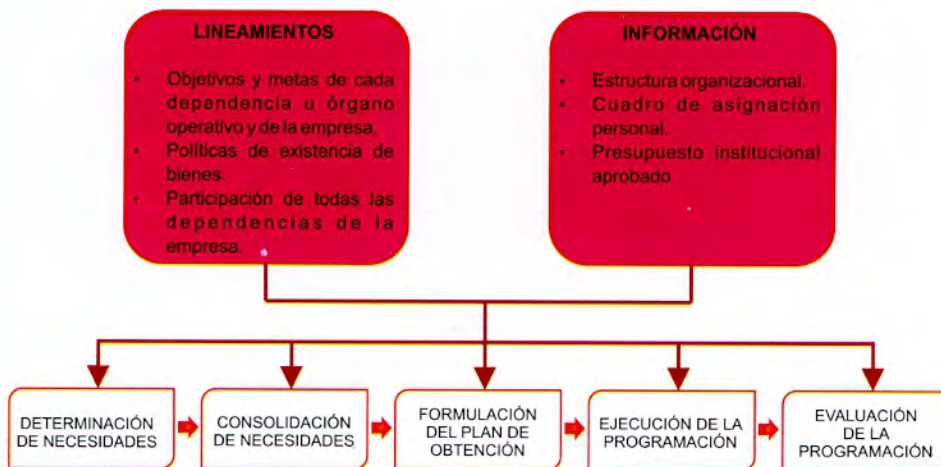 LINEAMIENTOS
• Objetivos y metas de cada
dependencia u órgano
operativo y de la empresa.
• Políticas de existencia de
bienes.
• Participación de todas las
dependencias de la
empresa.
INFORMACIÓN
• Estructura organizacional.
• Cuadro de asignación
personal.
• Presupuesto institucional
aprobado
DETERMINACIÓN
DE NECESIDADES
CONSOLIDACIÓN
DE NECESIDADES
FORMULACIÓN
DEL PLAN DE
OBTENCIÓN
EJECUCIÓN DE LA
PROGRAMACIÓN
EVALUACIÓN
DE LA
PROGRAMACIÓN